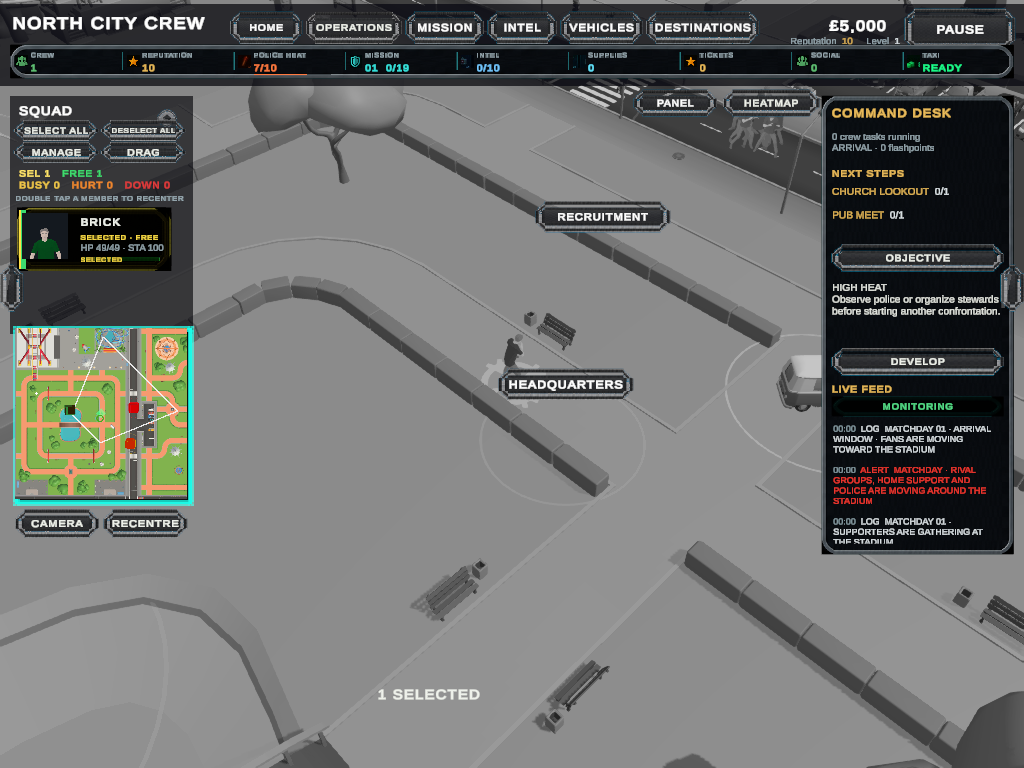 NORTH CITY CREW
HOME
OPERATIONS
MISSION
INTEL
VEHICLES
DESTINATIONS
£5,000
Reputation 10 Level 1
PAUSE
CREW
1
REPUTATION
10
POLICE HEAT
7/10
MISSION
01 0/19
INTEL
0/10
SUPPLIES
0
TICKETS
0
SOCIAL
0
TAXI
READY
PANEL
HEATMAP
SQUAD
SELECT ALL
DESELECT ALL
MANAGE
DRAG
SEL 1 FREE 1
BUSY 0 HURT 0 DOWN 0
DOUBLE TAP A MEMBER TO RECENTER
BRICK
SELECTED · FREE
HP 49/49 · STA 100
SELECTED
CAMERA
RECENTRE
RECRUITMENT
HEADQUARTERS
1 SELECTED
COMMAND DESK
0 crew tasks running
ARRIVAL · 0 flashpoints
NEXT STEPS
CHURCH LOOKOUT 0/1
PUB MEET 0/1
OBJECTIVE
HIGH HEAT
Observe police or organize stewards
before starting another confrontation.
DEVELOP
LIVE FEED
MONITORING
00:00 LOG MATCHDAY 01 · ARRIVAL
WINDOW · FANS ARE MOVING
TOWARD THE STADIUM
00:00 ALERT MATCHDAY · RIVAL
GROUPS, HOME SUPPORT AND
POLICE ARE MOVING AROUND THE
STADIUM
00:00 LOG MATCHDAY 01 ·
SUPPORTERS ARE GATHERING AT
THE STADIUM